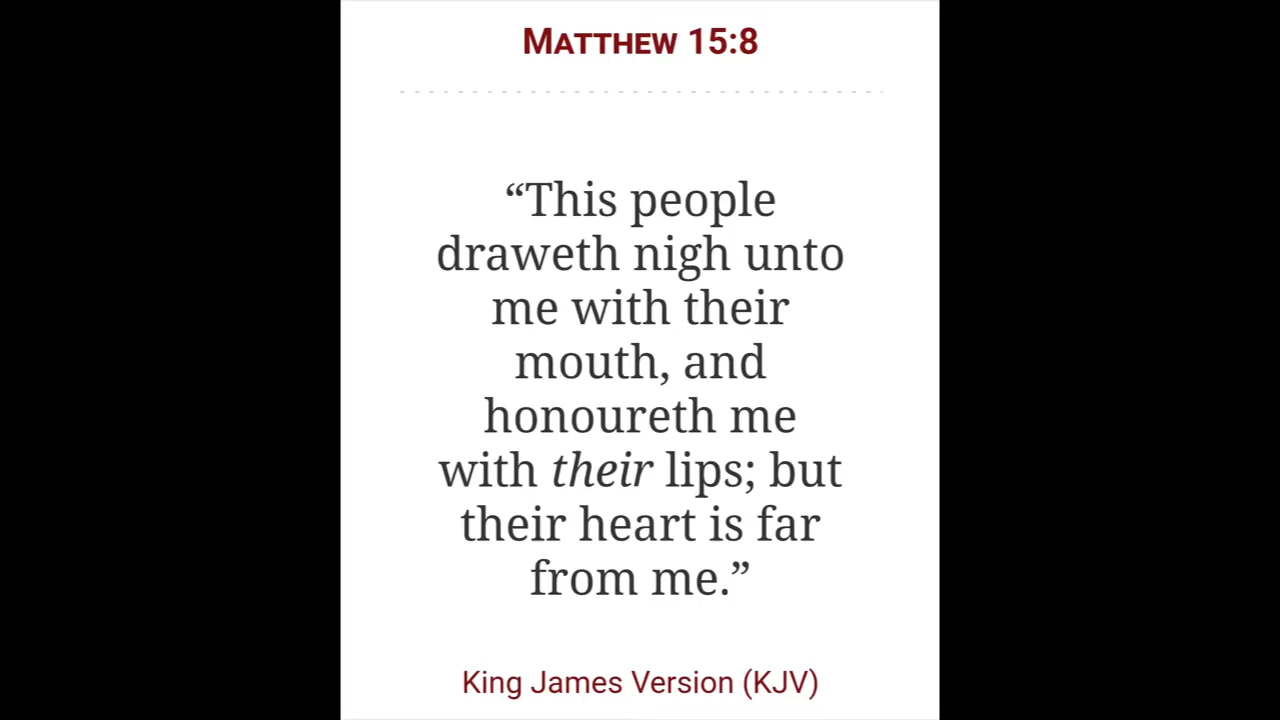 MATTHEW 15:8
“This people
draweth nigh unto
me with their
mouth, and
honoureth me
with their lips; but
their heart is far
from me.”
King James Version (KJV)